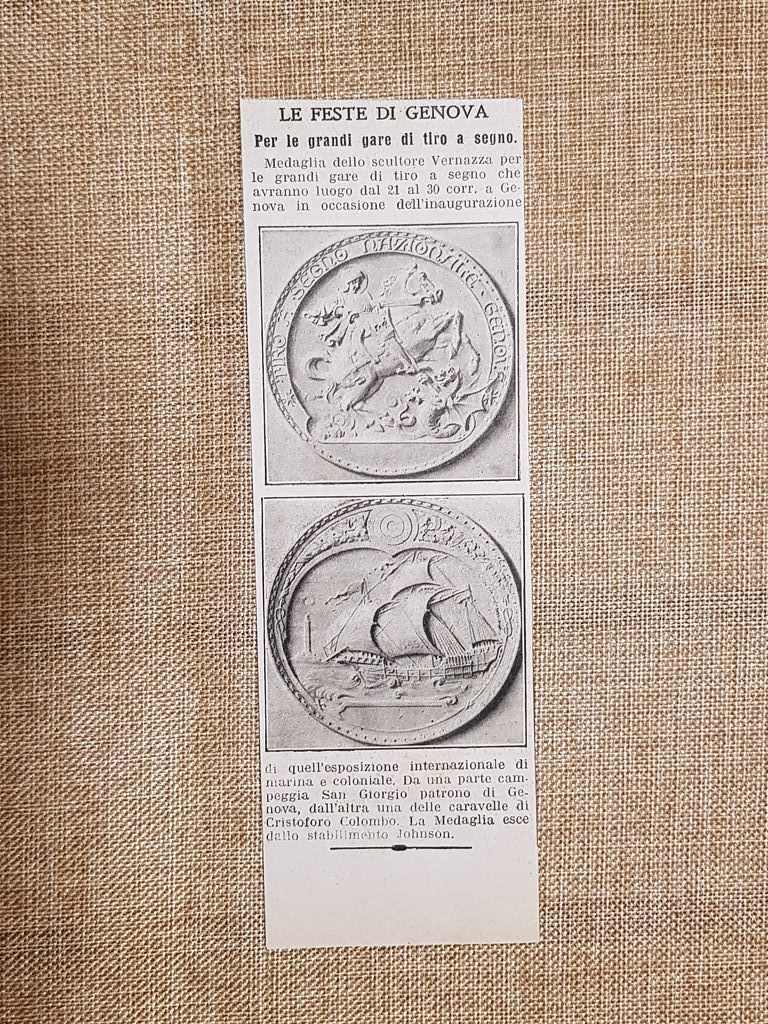 LE FESTE DI GENOVA
Per le grandi gare di tiro a segno.
Medaglia dello scultore Vernazza per
le grandi gare di tiro a segno che
avranno luogo dal 21 al 30 corr. a Ge-
nova in occasione dell'inaugurazione
TIRO A SEGNO NAZIONALE · GENOVA
di quell'esposizione internazionale di
marina e coloniale. Da una parte cam-
peggia San Giorgio patrono di Ge-
nova, dall'altra una delle caravelle di
Cristoforo Colombo. La Medaglia esce
dallo stabilimento Johnson.